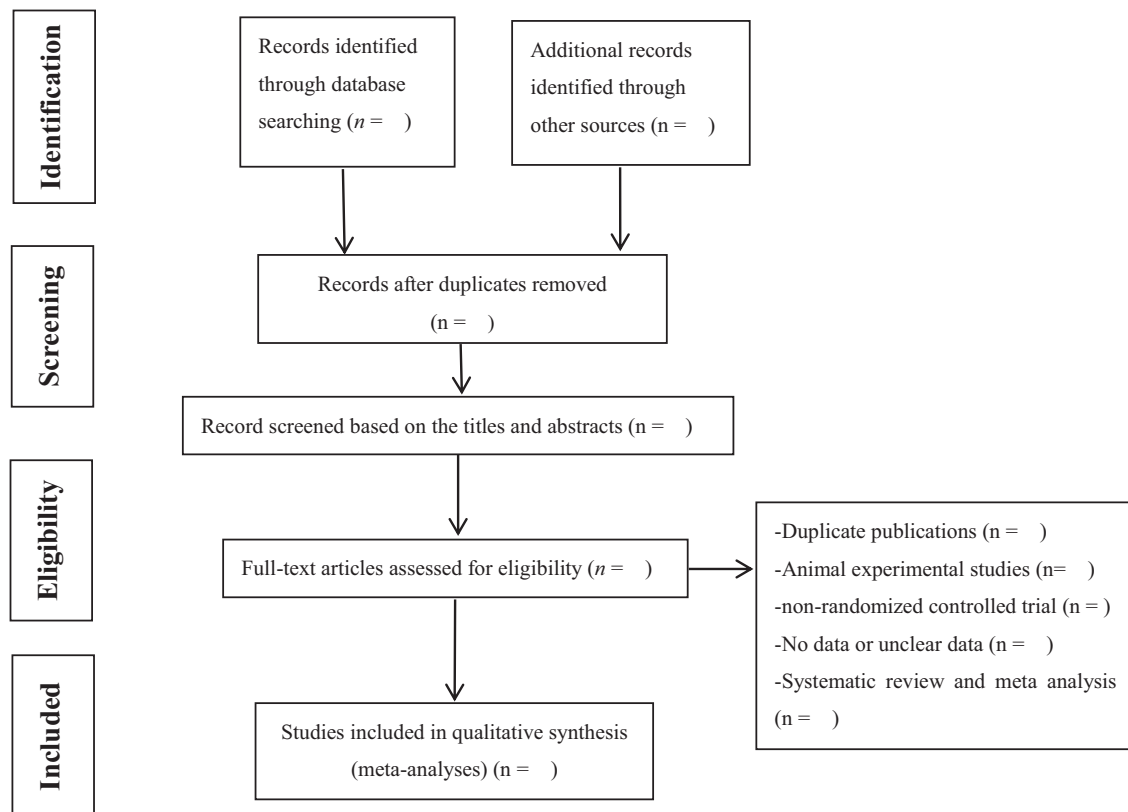 Identification
Records identified
through database
searching (n =   )
Additional records
identified through
other sources (n =   )
Screening
Records after duplicates removed
(n =   )
Record screened based on the titles and abstracts (n =   )
Eligibility
Full-text articles assessed for eligibility (n =   )
-Duplicate publications (n =   )
-Animal experimental studies (n=   )
-non-randomized controlled trial (n = )
-No data or unclear data (n =   )
-Systematic review and meta analysis
(n =   )
Included
Studies included in qualitative synthesis
(meta-analyses) (n =   )